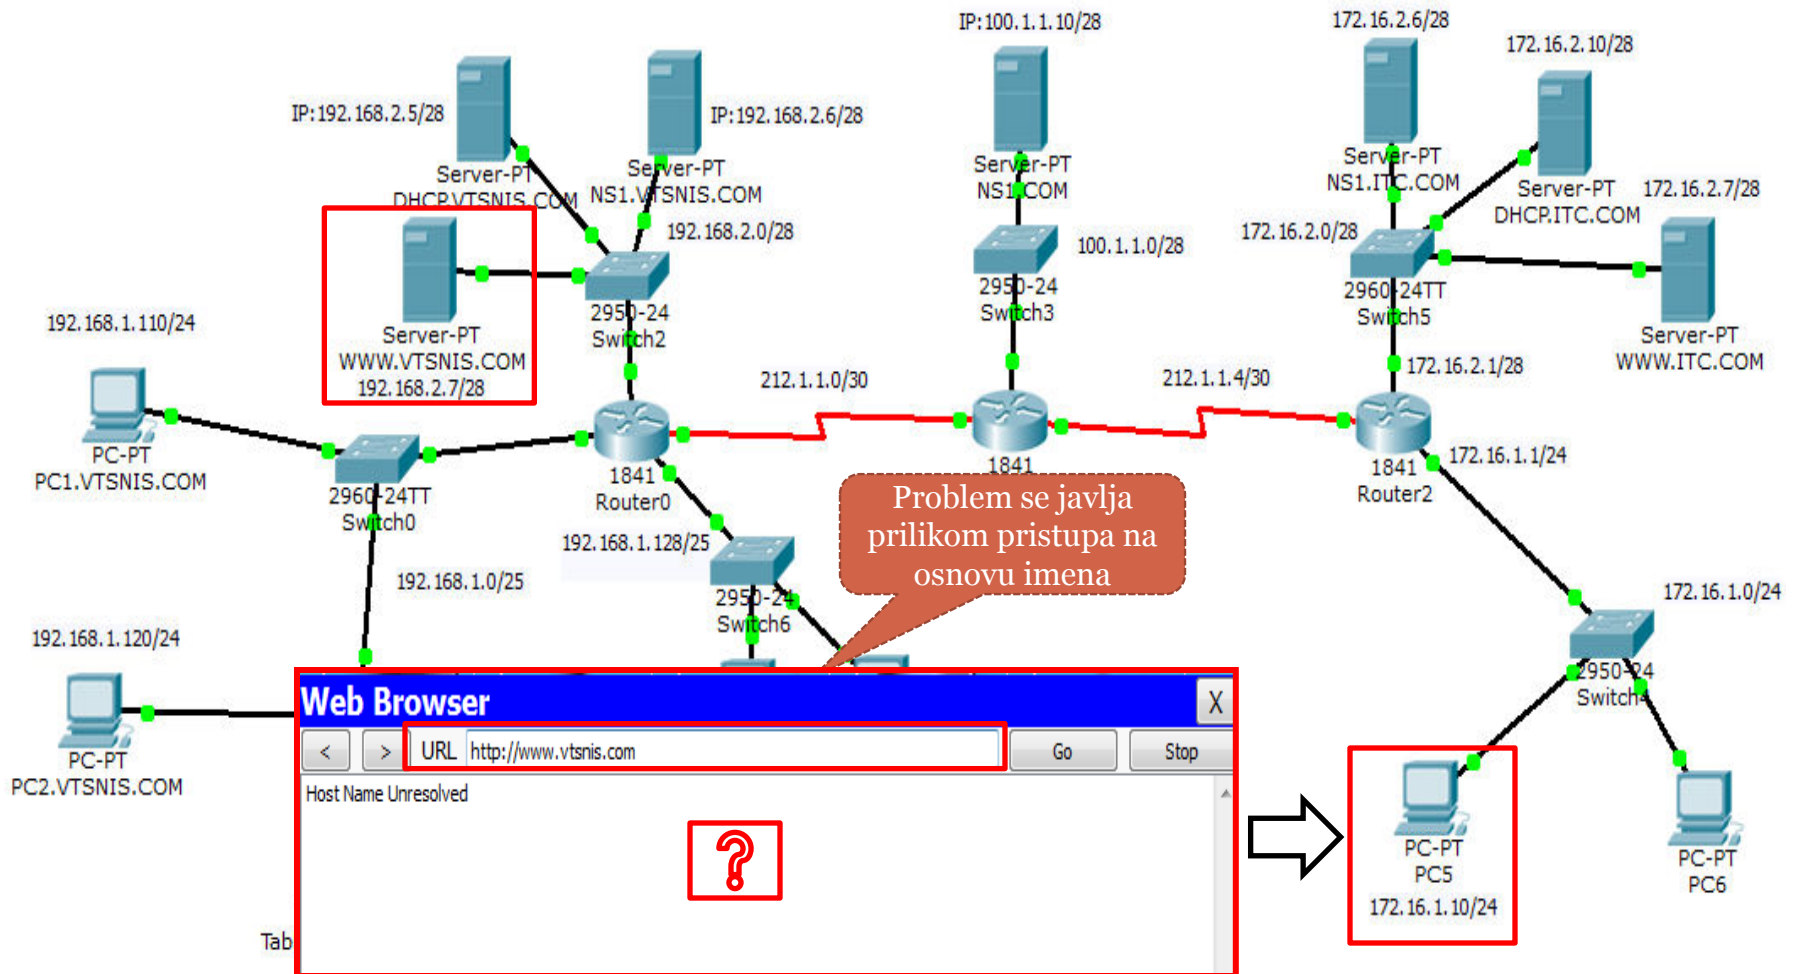 IP:100.1.1.10/28
172.16.2.6/28
172.16.2.10/28
IP:192.168.2.5/28
IP:192.168.2.6/28
Server-PT
DHCP.VTSNIS.COM
Server-PT
NS1.VTSNIS.COM
Server-PT
NS1.COM
Server-PT
NS1.ITC.COM
Server-PT
DHCP.ITC.COM
172.16.2.7/28
192.168.2.0/28
100.1.1.0/28
172.16.2.0/28
2950-24
Switch2
2950-24
Switch3
2960-24TT
Switch5
Server-PT
WWW.VTSNIS.COM
192.168.2.7/28
Server-PT
WWW.ITC.COM
192.168.1.110/24
212.1.1.0/30
212.1.1.4/30
172.16.2.1/28
PC-PT
PC1.VTSNIS.COM
2960-24TT
Switch0
1841
Router0
1841
1841
Router2
172.16.1.1/24
Problem se javlja
prilikom pristupa na
osnovu imena
192.168.1.128/25
192.168.1.0/25
2950-24
Switch6
172.16.1.0/24
192.168.1.120/24
2950-24
Switch4
PC-PT
PC2.VTSNIS.COM
Web Browser
X
<
>
URL
http://www.vtsnis.com
Go
Stop
Host Name Unresolved
?
PC-PT
PC5
172.16.1.10/24
PC-PT
PC6
Tab